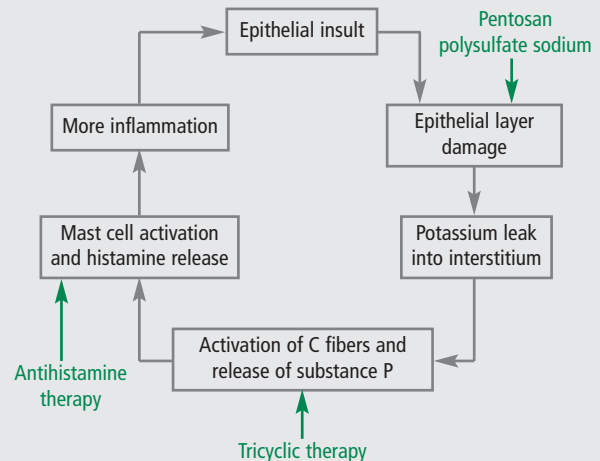 Epithelial insult
Pentosan
polysulfate sodium
More inflammation
Epithelial layer
damage
Mast cell activation
and histamine release
Potassium leak
into interstitium
Activation of C fibers and
release of substance P
Antihistamine
therapy
Tricyclic therapy